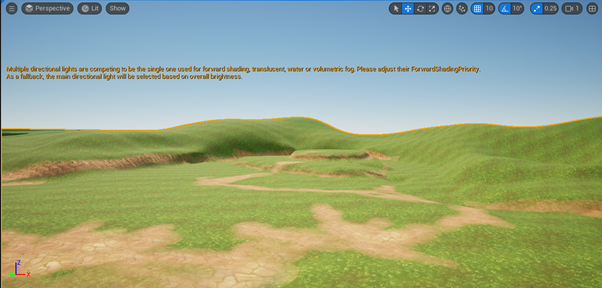 Perspective Lit Show 10 10° 0.25 1
Multiple directional lights are competing to be the single one used for forward shading, translucent, water or volumetric fog. Please adjust their ForwardShadingPriority.
As a fallback, the main directional light will be selected based on overall brightness.
Z
X